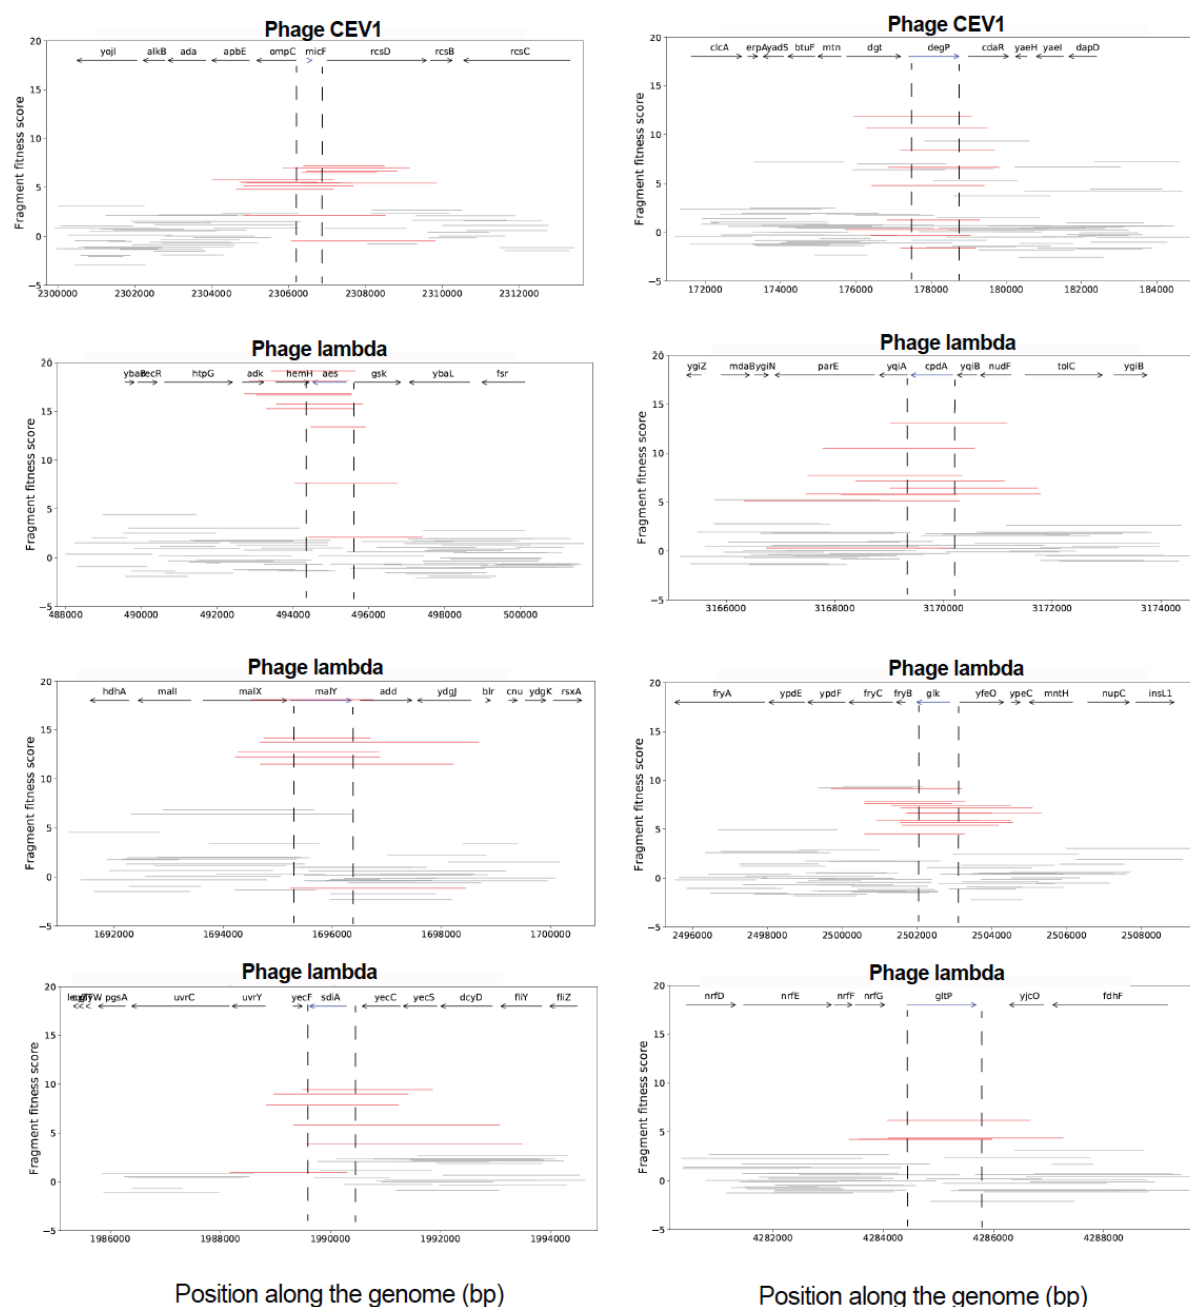 Phage CEV1
20
yojI alkB ada apbE ompC micF rcsD rcsB rcsC
15
10
5
0
−5
Fragment fitness score
2300000 2302000 2304000 2306000 2308000 2310000 2312000
Phage CEV1
20
clcA erpA yadS btuF mtn dgt degP cdaR yaeH yaeI dapD
15
10
5
0
−5
Fragment fitness score
172000 174000 176000 178000 180000 182000 184000
Phage lambda
20
recR htpG adk hemH aes gsk ybaL fsr
15
10
5
0
−5
Fragment fitness score
488000 490000 492000 494000 496000 498000 500000
Phage lambda
20
ygiZ mdaB ygiN parE yqiA cpdA yqiB nudF tolC ygiB
15
10
5
0
−5
Fragment fitness score
3166000 3168000 3170000 3172000 3174000
Phage lambda
20
hdhA malI malX malY add ydgJ blr cnu ydgK rsxA
15
10
5
0
−5
Fragment fitness score
1692000 1694000 1696000 1698000 1700000
Phage lambda
20
fryA ypdE ypdF fryC fryB glk yfeO ypeC mntH nupC insL1
15
10
5
0
−5
Fragment fitness score
2496000 2498000 2500000 2502000 2504000 2506000 2508000
Phage lambda
20
pgsA uvrC uvrY yecF sdiA yecC yecS dcyD fliY fliZ
15
10
5
0
−5
Fragment fitness score
1986000 1988000 1990000 1992000 1994000
Phage lambda
20
nrfD nrfE nrfF nrfG gltP yjcO fdhF
15
10
5
0
−5
Fragment fitness score
4282000 4284000 4286000 4288000
Position along the genome (bp)
Position along the genome (bp)